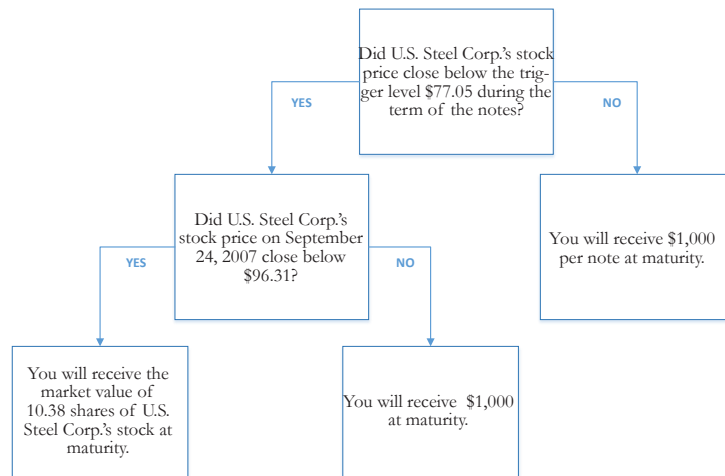 Did U.S. Steel Corp.'s stock
price close below the trig-
ger level $77.05 during the
term of the notes?
YES
NO
Did U.S. Steel Corp.'s
stock price on September
24, 2007 close below
$96.31?
You will receive $1,000
per note at maturity.
YES
NO
You will receive the
market value of
10.38 shares of U.S.
Steel Corp.'s stock at
maturity.
You will receive  $1,000
at maturity.